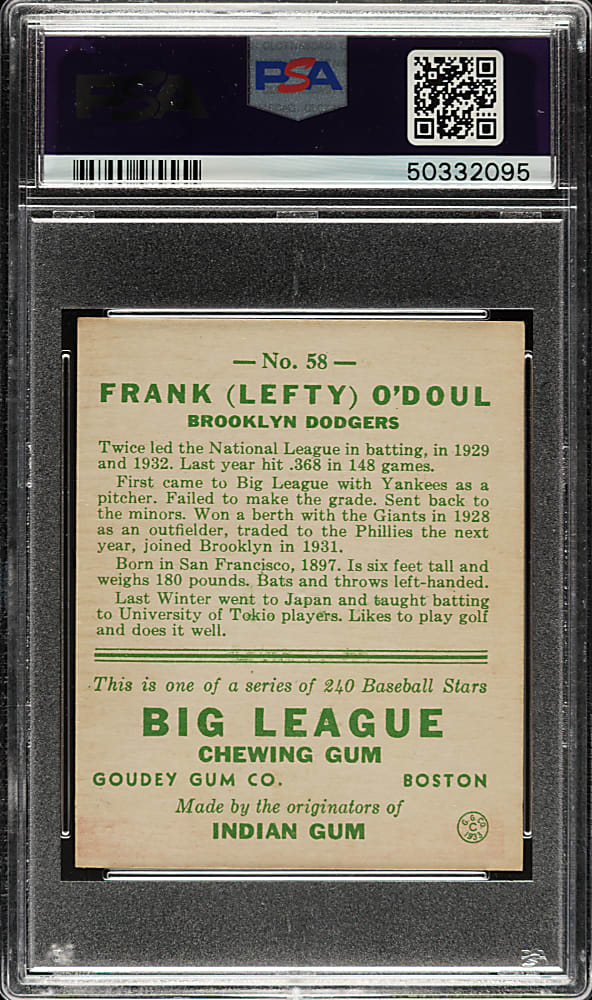 PSA
PSA
50332095
— No. 58 —
FRANK (LEFTY) O'DOUL
BROOKLYN DODGERS
Twice led the National League in batting, in 1929
and 1932. Last year hit .368 in 148 games.
First came to Big League with Yankees as a
pitcher. Failed to make the grade. Sent back to
the minors. Won a berth with the Giants in 1928
as an outfielder, traded to the Phillies the next
year, joined Brooklyn in 1931.
Born in San Francisco, 1897. Is six feet tall and
weighs 180 pounds. Bats and throws left-handed.
Last Winter went to Japan and taught batting
to University of Tokio players. Likes to play golf
and does it well.
This is one of a series of 240 Baseball Stars
BIG LEAGUE
CHEWING GUM
GOUDEY GUM CO. BOSTON
Made by the originators of
INDIAN GUM
G. G. CO.
C
1933
PSA